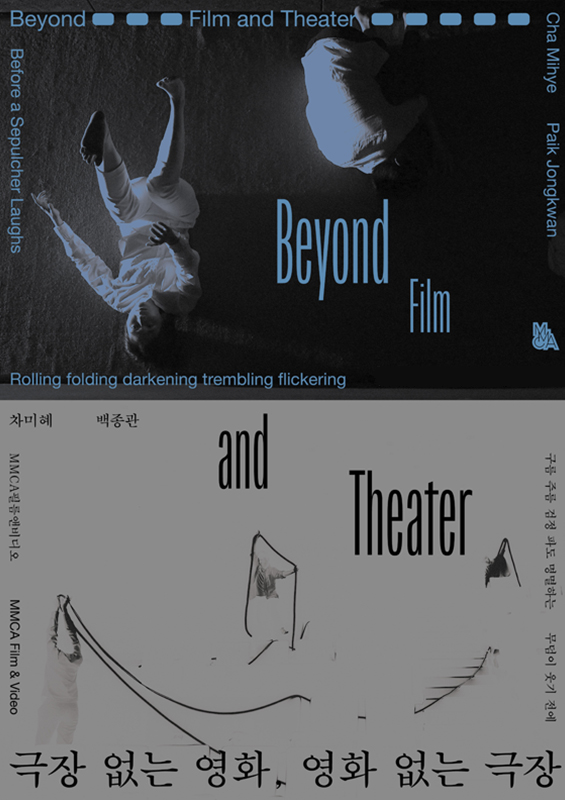 Beyond Film and Theater
Cha Mihye Paik Jongkwan
Before a Sepulcher Laughs
Beyond
Film
MMCA
Rolling folding darkening trembling flickering
차미혜 백종관
and
Theater
MMCA필름앤비디오
구름 주름 검정 파도 명멸하는 무덤이 웃기 전에
MMCA Film & Video
극장 없는 영화, 영화 없는 극장